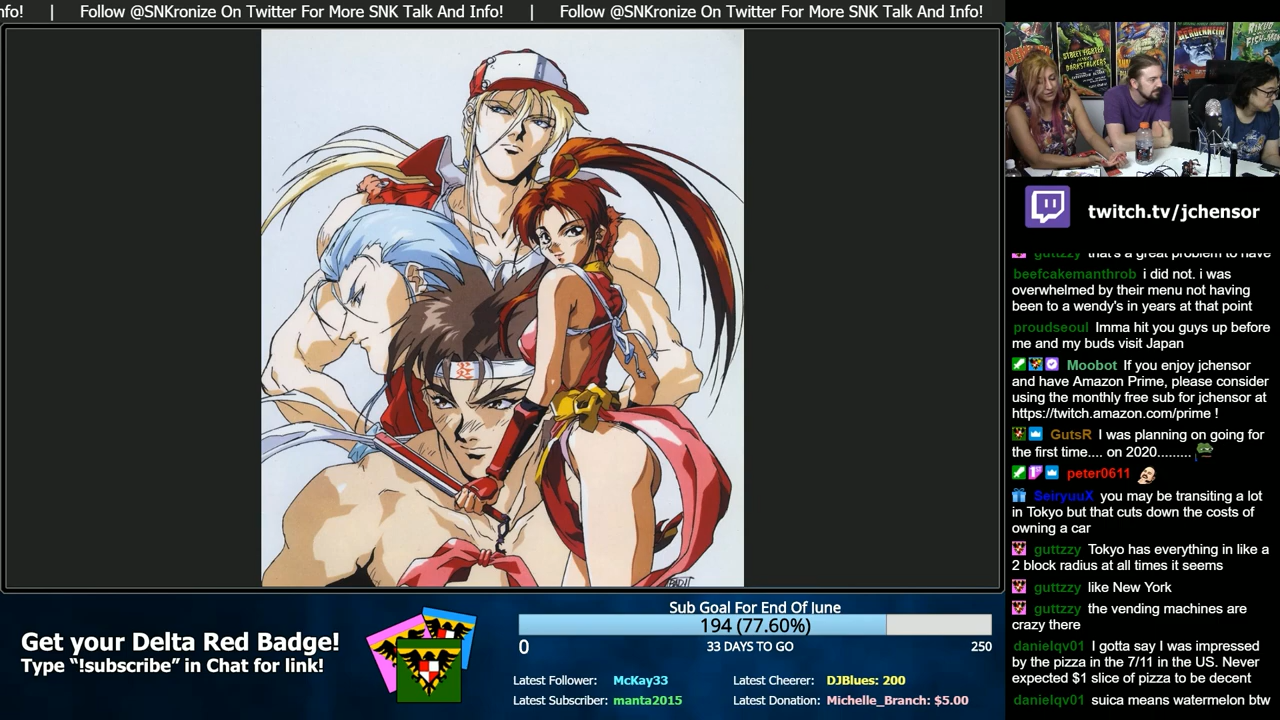 nfo! | Follow @SNKronize On Twitter For More SNK Talk And Info! | Follow @SNKronize On Twitter For More SNK Talk And Info!
STREET FIGHTER
DARKSTALKERS
炎
twitch.tv/jchensor
guttzzy that's a great problem to have
beefcakemanthrob i did not. i was
overwhelmed by their menu not having
been to a wendy's in years at that point
proudseoul Imma hit you guys up before
me and my buds visit Japan
Moobot If you enjoy jchensor
and have Amazon Prime, please consider
using the monthly free sub for jchensor at
https://twitch.amazon.com/prime !
GutsR I was planning on going for
the first time.... on 2020.........
peter0611
SeiryuuX you may be transiting a lot
in Tokyo but that cuts down the costs of
owning a car
guttzzy Tokyo has everything in like a
2 block radius at all times it seems
guttzzy like New York
guttzzy the vending machines are
crazy there
danielqv01 I gotta say I was impressed
by the pizza in the 7/11 in the US. Never
expected $1 slice of pizza to be decent
danielqv01 suica means watermelon btw
Get your Delta Red Badge!
Type “!subscribe” in Chat for link!
Sub Goal For End Of June
194 (77.60%)
0 33 DAYS TO GO 250
Latest Follower: McKay33 Latest Cheerer: DJBlues: 200
Latest Subscriber: manta2015 Latest Donation: Michelle_Branch: $5.00